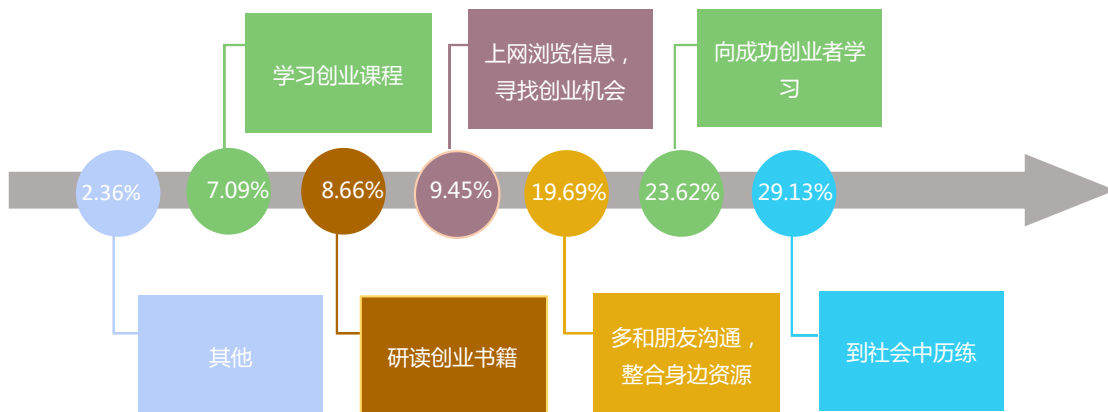 学习创业课程
上网浏览信息，
寻找创业机会
向成功创业者学
习
2.36%
7.09%
8.66%
9.45%
19.69%
23.62%
29.13%
其他
研读创业书籍
多和朋友沟通，
整合身边资源
到社会中历练